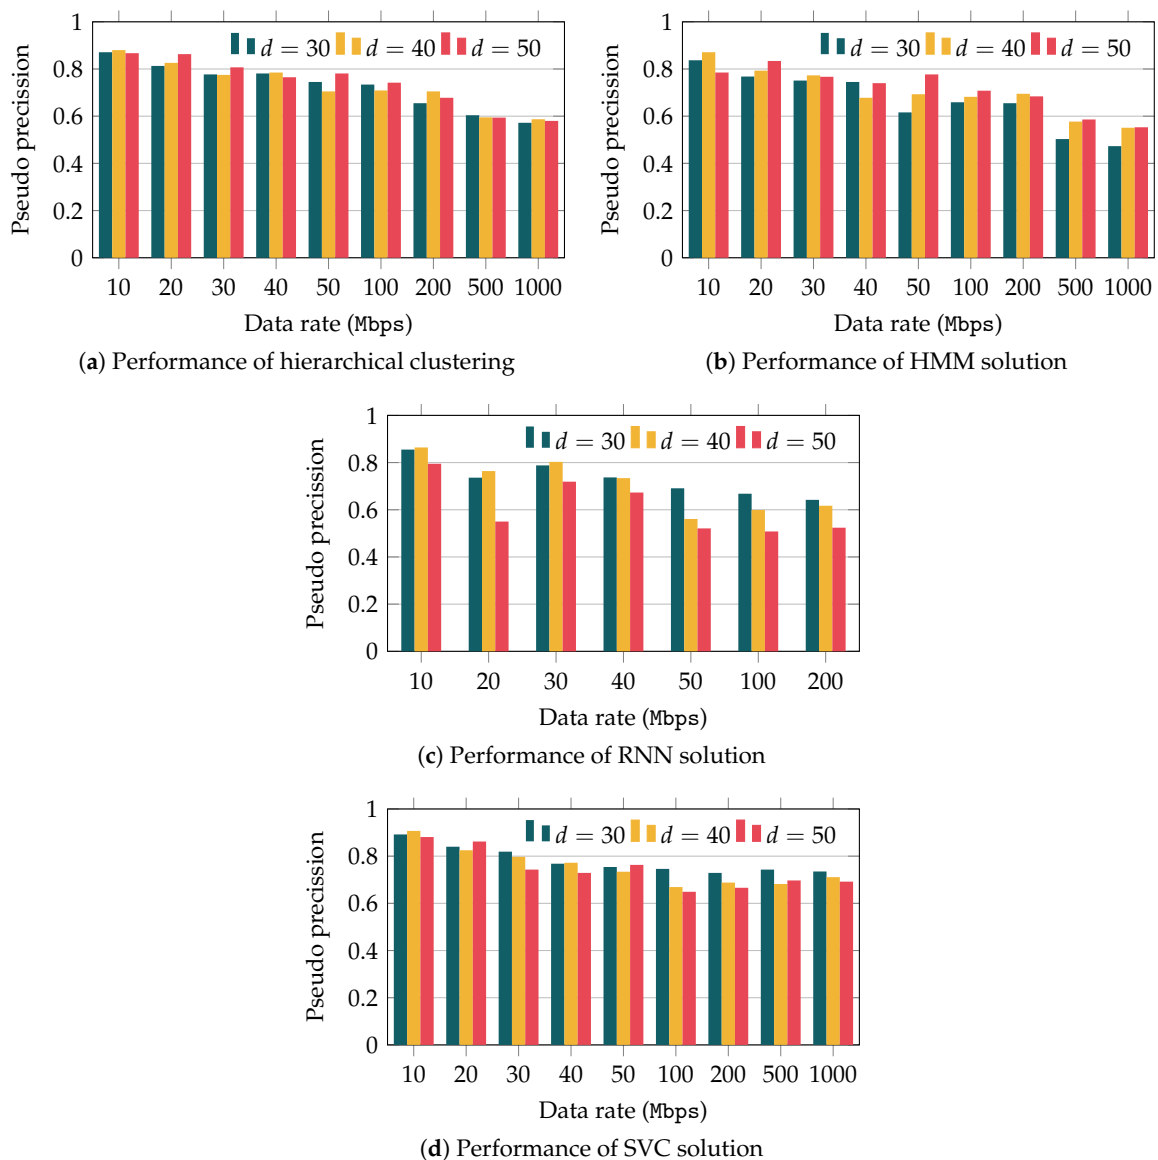 1
0.8
0.6
0.4
0.2
0
Pseudo precission
d = 30 d = 40 d = 50
10 20 30 40 50 100 200 500 1000
Data rate (Mbps)
(a) Performance of hierarchical clustering
1
0.8
0.6
0.4
0.2
0
Pseudo precission
d = 30 d = 40 d = 50
10 20 30 40 50 100 200 500 1000
Data rate (Mbps)
(b) Performance of HMM solution
1
0.8
0.6
0.4
0.2
0
Pseudo precission
d = 30 d = 40 d = 50
10 20 30 40 50 100 200
Data rate (Mbps)
(c) Performance of RNN solution
1
0.8
0.6
0.4
0.2
0
Pseudo precission
d = 30 d = 40 d = 50
10 20 30 40 50 100 200 500 1000
Data rate (Mbps)
(d) Performance of SVC solution